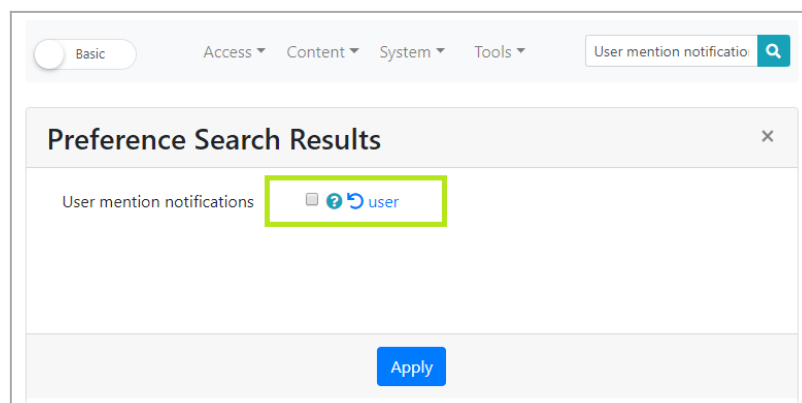 Basic Access Content System Tools User mention notificatio
Preference Search Results ×
User mention notifications ? user
Apply